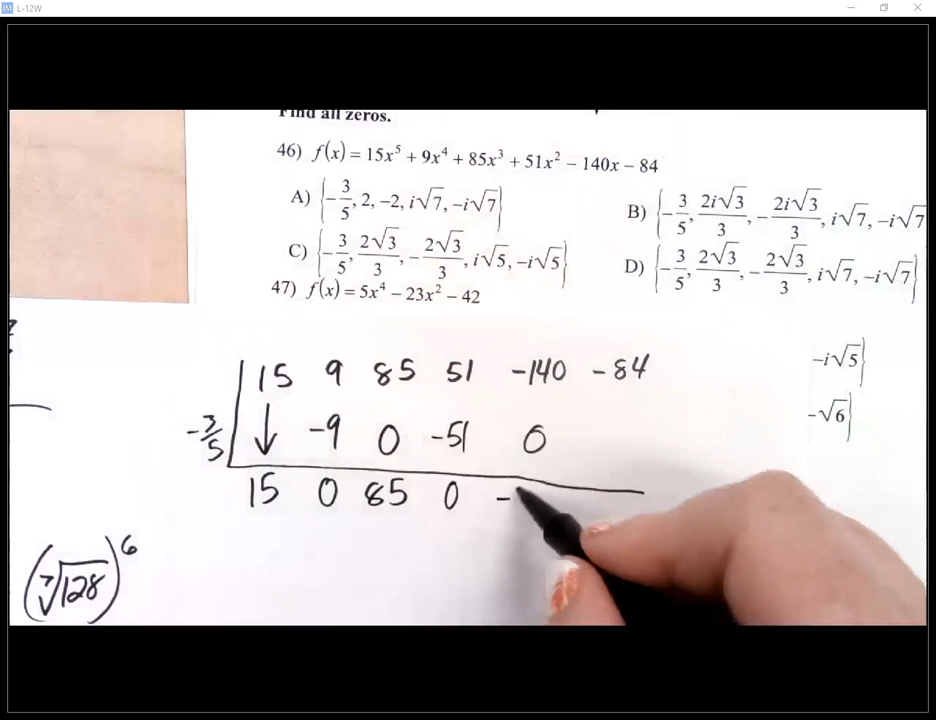 L-12W
Find all zeros.
46) f(x) = 15x⁵ + 9x⁴ + 85x³ + 51x² − 140x − 84
A) {−3/5, 2, −2, i√7, −i√7}
B) {−3/5, 2i√3/3, −2i√3/3, i√7, −i√7
C) {−3/5, 2√3/3, −2√3/3, i√5, −i√5}
D) {−3/5, 2√3/3, −2√3/3, i√7, −i√7}
47) f(x) = 5x⁴ − 23x² − 42
−i√5}
−√6}
15 9 85 51 -140 -84
-3/5 ↓ -9 0 -51 0
15 0 85 0 -
(⁷√128)⁶